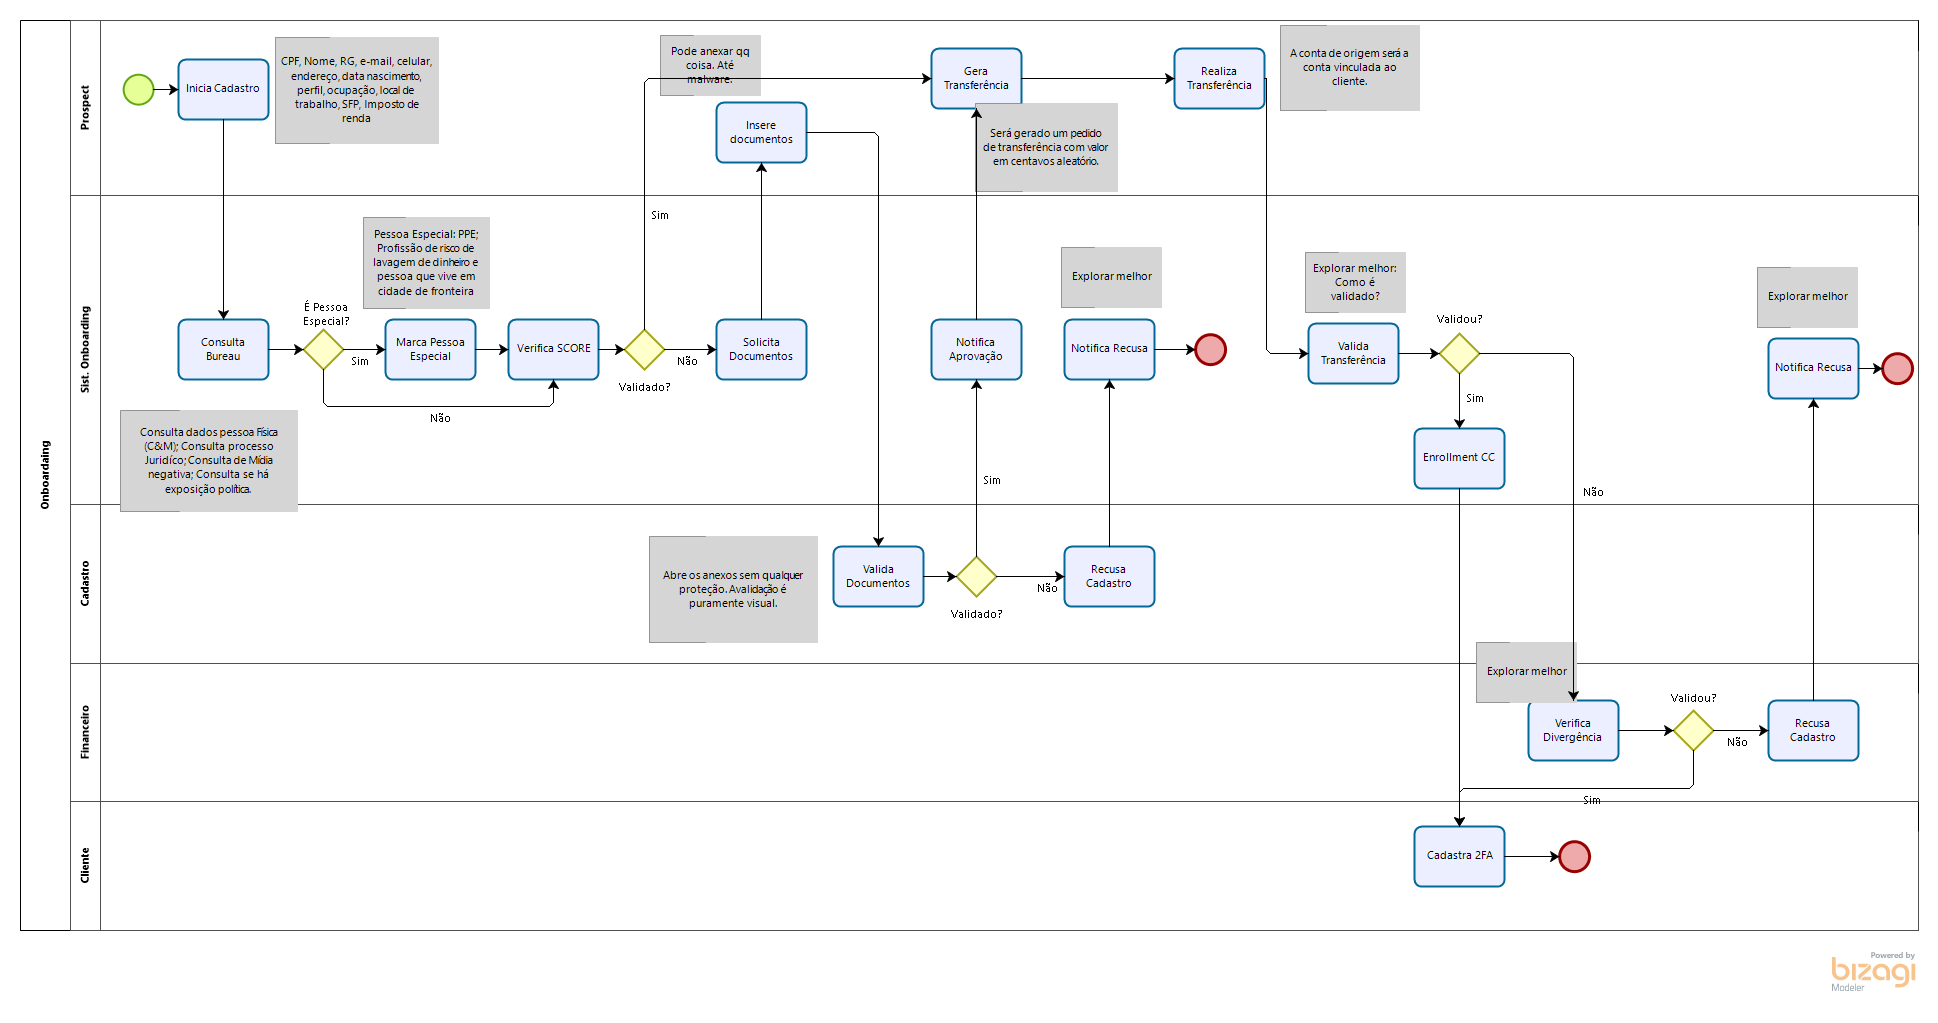 Onboardaing
Prospect
Inicia Cadastro
CPF, Nome, RG, e-mail, celular,
endereço, data nascimento,
perfil, ocupação, local de
trabalho, SFP, Imposto de
renda
Pode anexar qq
coisa. Até
malware.
Insere
documentos
Gera
Transferência
Será gerado um pedido
de transferência com valor
em centavos aleatório.
Realiza
Transferência
A conta de origem será a
conta vinculada ao
cliente.
Sist. Onboarding
Consulta
Bureau
Consulta dados pessoa Física
(C&M); Consulta processo
Juridíco; Consulta de Mídia
negativa; Consulta se há
exposição política.
É Pessoa
Especial?
Sim
Não
Pessoa Especial: PPE;
Profissão de risco de
lavagem de dinheiro e
pessoa que vive em
cidade de fronteira
Marca Pessoa
Especial
Verifica SCORE
Validado?
Sim
Não
Solicita
Documentos
Notifica
Aprovação
Sim
Explorar melhor
Notifica Recusa
Explorar melhor:
Como é
validado?
Valida
Transferência
Validou?
Sim
Não
Enrollment CC
Explorar melhor
Notifica Recusa
Cadastro
Abre os anexos sem qualquer
proteção. Avalidação é
puramente visual.
Valida
Documentos
Validado?
Não
Recusa
Cadastro
Financeiro
Explorar melhor
Verifica
Divergência
Validou?
Não
Sim
Recusa
Cadastro
Cliente
Cadastra 2FA
Powered by
bizagi
Modeler